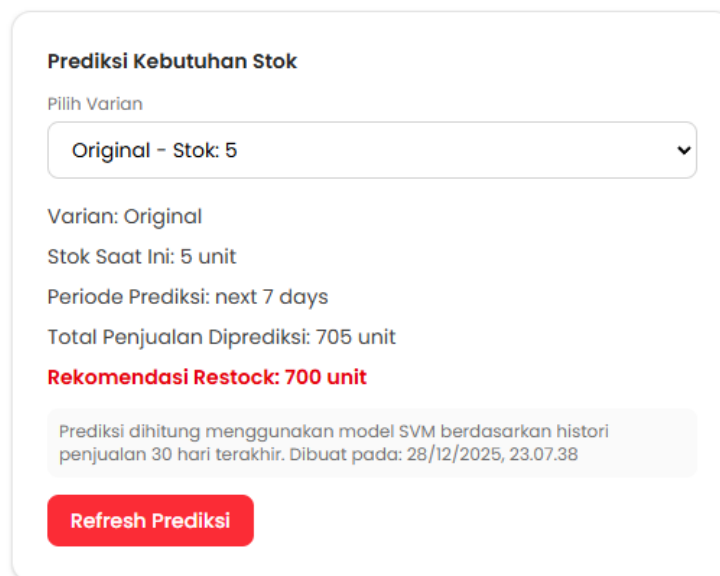 Prediksi Kebutuhan Stok
Pilih Varian
Original - Stok: 5
Varian: Original
Stok Saat Ini: 5 unit
Periode Prediksi: next 7 days
Total Penjualan Diprediksi: 705 unit
Rekomendasi Restock: 700 unit
Prediksi dihitung menggunakan model SVM berdasarkan histori
penjualan 30 hari terakhir. Dibuat pada: 28/12/2025, 23.07.38
Refresh Prediksi